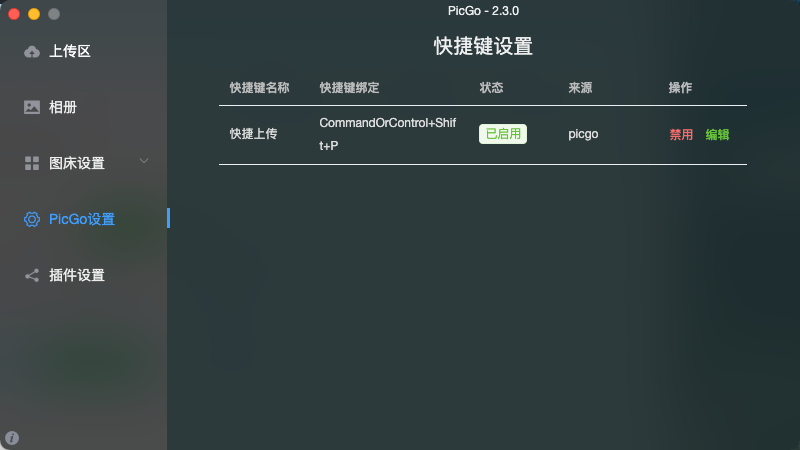 PicGo - 2.3.0
上传区
相册
图床设置
PicGo设置
插件设置
快捷键设置
快捷键名称 快捷键绑定 状态 来源 操作
快捷上传 CommandOrControl+Shif 已启用 picgo 禁用 编辑
t+P